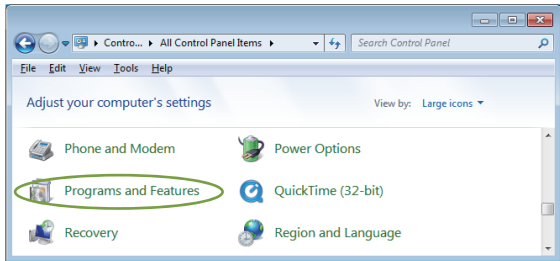 Contro... All Control Panel Items Search Control Panel
File Edit View Tools Help
Adjust your computer's settings View by: Large icons
Phone and Modem Power Options
Programs and Features QuickTime (32-bit)
Recovery Region and Language